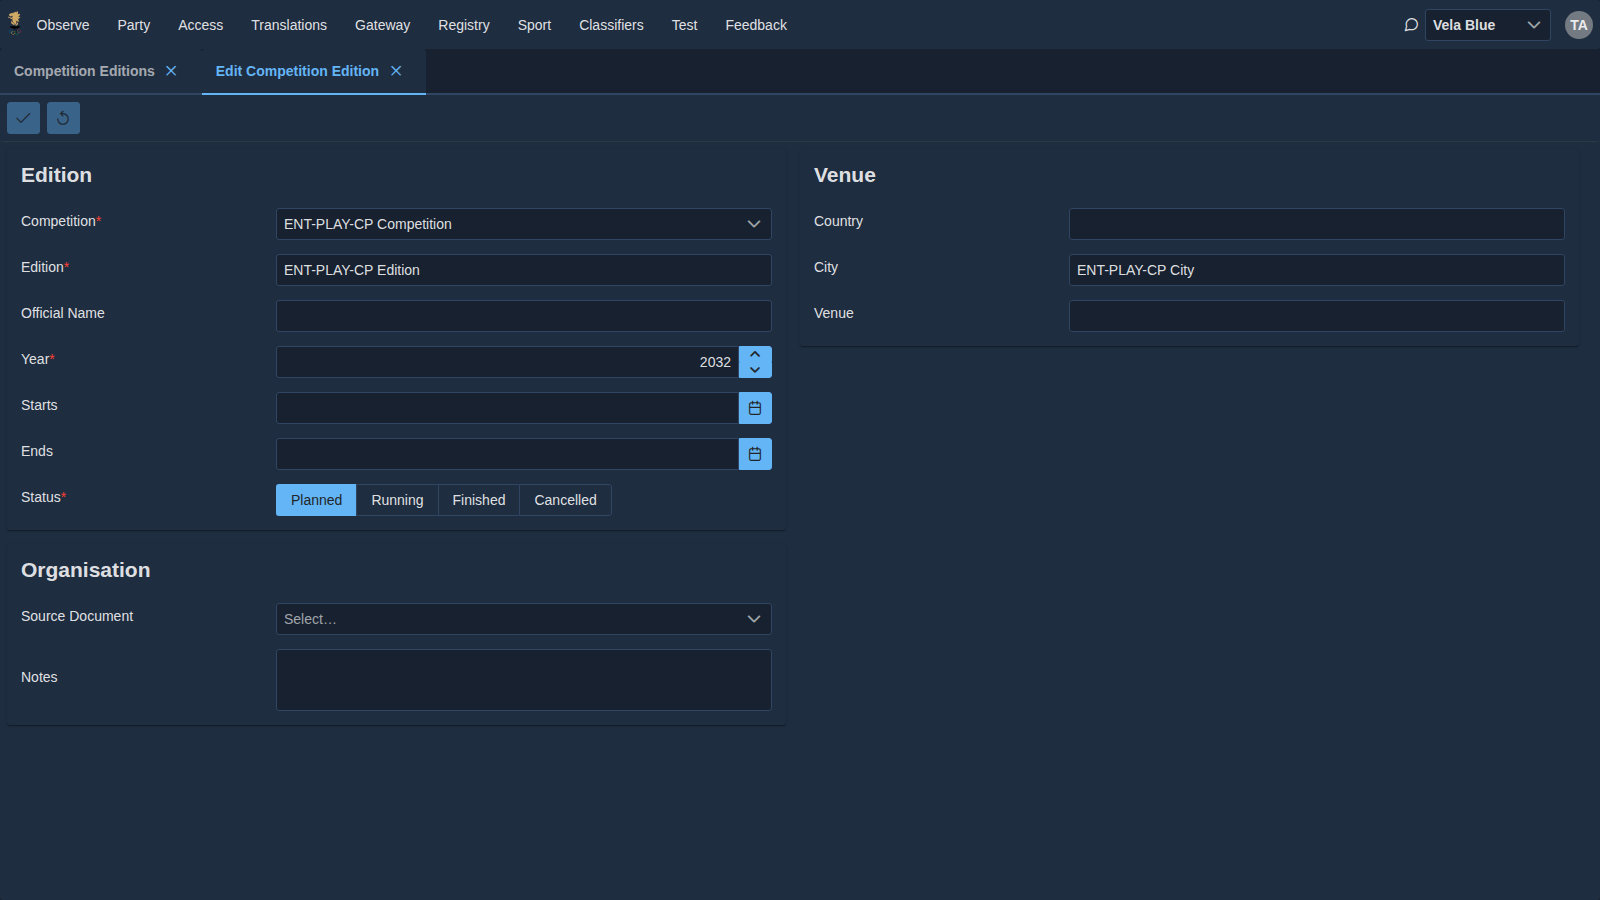 Observe Party Access Translations Gateway Registry Sport Classifiers Test Feedback Vela Blue TA
Competition Editions Edit Competition Edition
Edition
Competition* ENT-PLAY-CP Competition
Edition* ENT-PLAY-CP Edition
Official Name
Year* 2032
Starts
Ends
Status* Planned Running Finished Cancelled
Organisation
Source Document Select...
Notes
Venue
Country
City ENT-PLAY-CP City
Venue